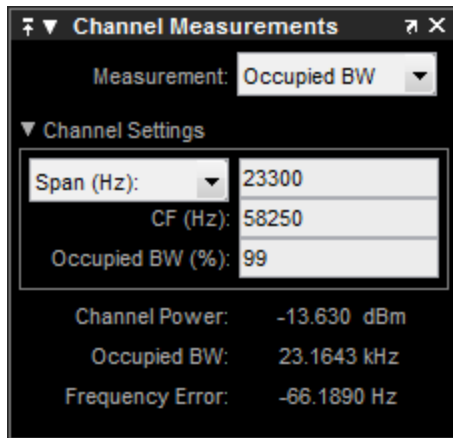 Channel Measurements
Measurement: Occupied BW
Channel Settings
Span (Hz): 23300
CF (Hz): 58250
Occupied BW (%): 99
Channel Power: -13.630 dBm
Occupied BW: 23.1643 kHz
Frequency Error: -66.1890 Hz